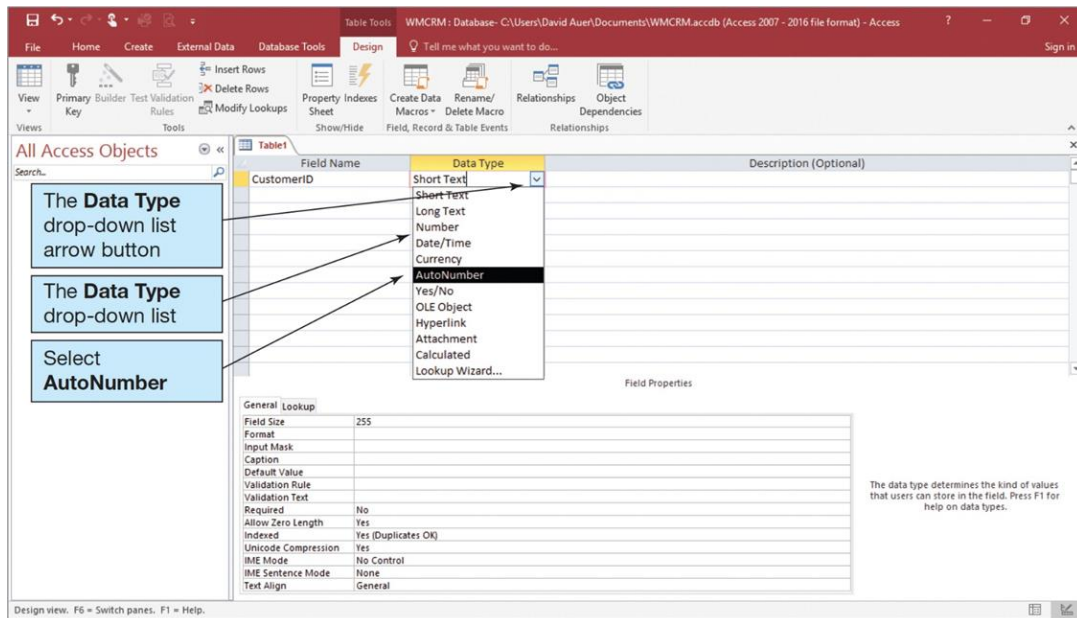 Table Tools WMCRM : Database- C:\Users\David Auer\Documents\WMCRM.accdb (Access 2007 - 2016 file format) - Access ?
File Home Create External Data Database Tools Design Tell me what you want to do... Sign in
View Primary Key Builder Test Validation Rules Insert Rows Delete Rows Modify Lookups Property Sheet Indexes Create Data Macros Rename/ Delete Macro Relationships Object Dependencies
Views Tools Show/Hide Field, Record & Table Events Relationships
All Access Objects Table1
Search...
Field Name Data Type Description (Optional)
CustomerID Short Text
The Data Type
drop-down list
arrow button
The Data Type
drop-down list
Select
AutoNumber
Short Text
Long Text
Number
Date/Time
Currency
AutoNumber
Yes/No
OLE Object
Hyperlink
Attachment
Calculated
Lookup Wizard...
Field Properties
General Lookup
Field Size 255
Format
Input Mask
Caption
Default Value
Validation Rule
Validation Text
Required No
Allow Zero Length Yes
Indexed Yes (Duplicates OK)
Unicode Compression Yes
IME Mode No Control
IME Sentence Mode None
Text Align General
The data type determines the kind of values
that users can store in the field. Press F1 for
help on data types.
Design view. F6 = Switch panes. F1 = Help.